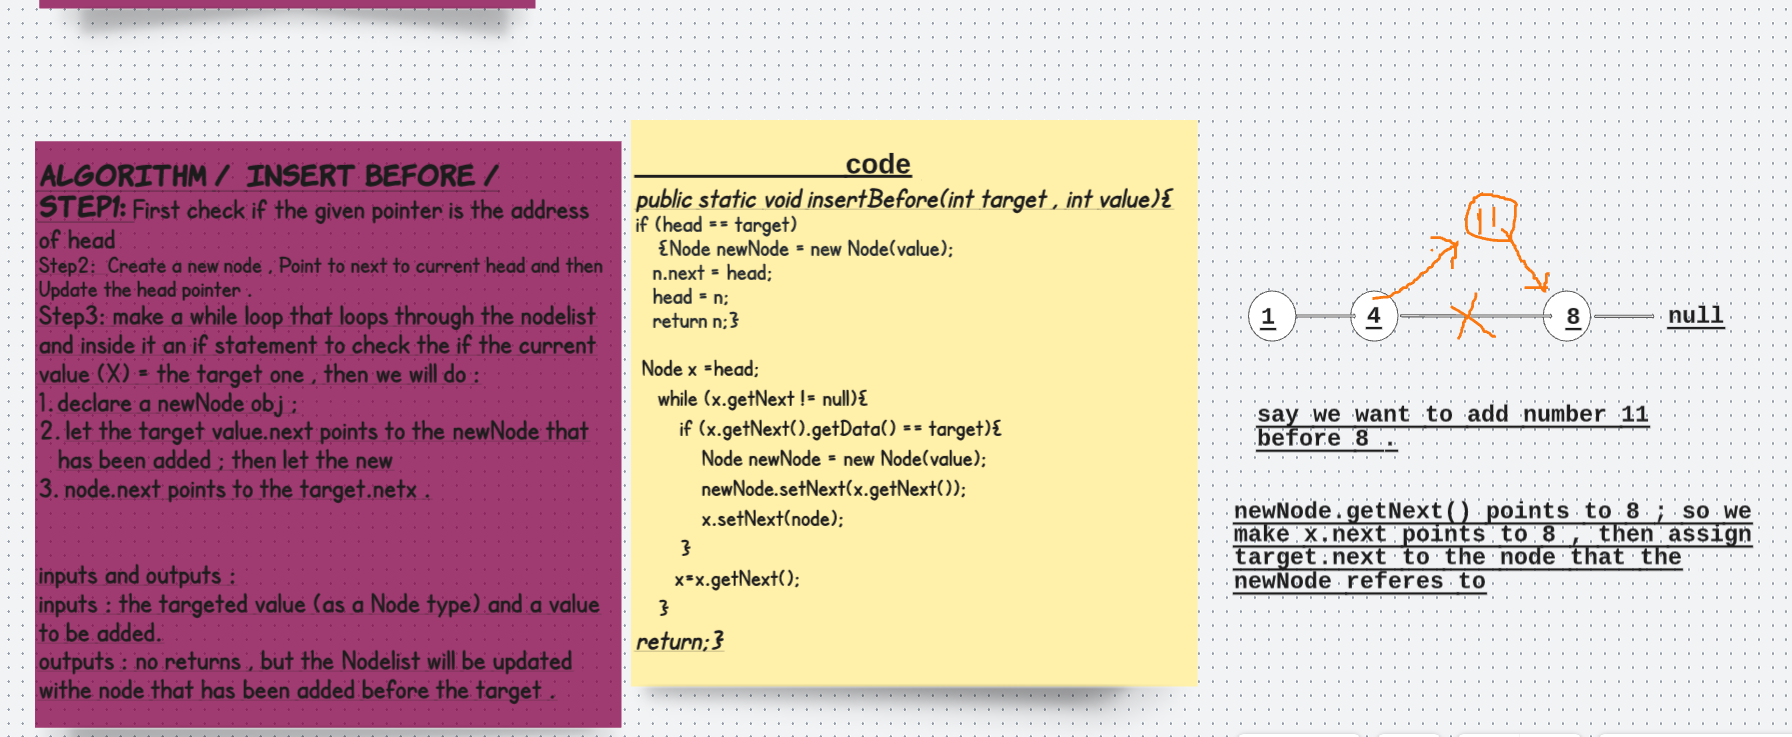 ALGORITHM / INSERT BEFORE /
STEP1: First check if the given pointer is the address
of head
Step2: Create a new node , Point to next to current head and then
Update the head pointer .
Step3: make a while loop that loops through the nodelist
and inside it an if statement to check the if the current
value (X) = the target one , then we will do :
1. declare a newNode obj ;
2. let the target value.next points to the newNode that
has been added ; then let the new
3. node.next points to the target.netx .
inputs and outputs :
inputs : the targeted value (as a Node type) and a value
to be added.
outputs : no returns , but the Nodelist will be updated
withe node that has been added before the target .
code
public static void insertBefore(int target , int value){
if (head == target)
{Node newNode = new Node(value);
n.next = head;
head = n;
return n;}
Node x =head;
while (x.getNext != null){
if (x.getNext().getData() == target){
Node newNode = new Node(value);
newNode.setNext(x.getNext());
x.setNext(node);
}
x=x.getNext();
}
return;}
11
1 4 8 null
say we want to add number 11
before 8 .
newNode.getNext() points to 8 ; so we
make x.next points to 8 , then assign
target.next to the node that the
newNode referes to